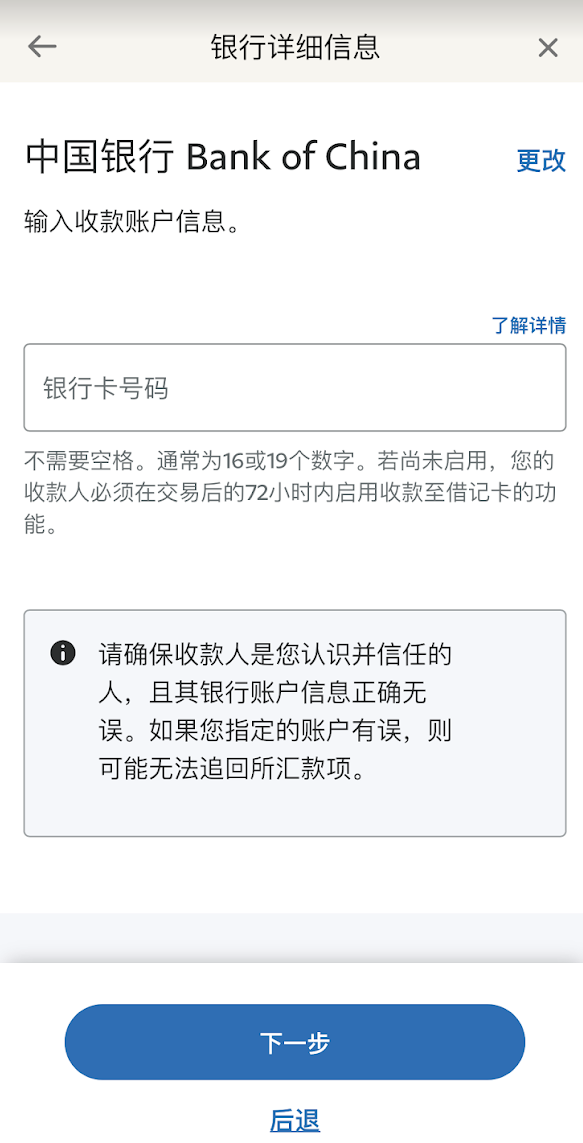 银行详细信息
中国银行 Bank of China
更改
输入收款账户信息。
了解详情
银行卡号码
不需要空格。通常为16或19个数字。若尚未启用，您的
收款人必须在交易后的72小时内启用收款至借记卡的功
能。
请确保收款人是您认识并信任的
人，且其银行账户信息正确无
误。如果您指定的账户有误，则
可能无法追回所汇款项。
下一步
后退